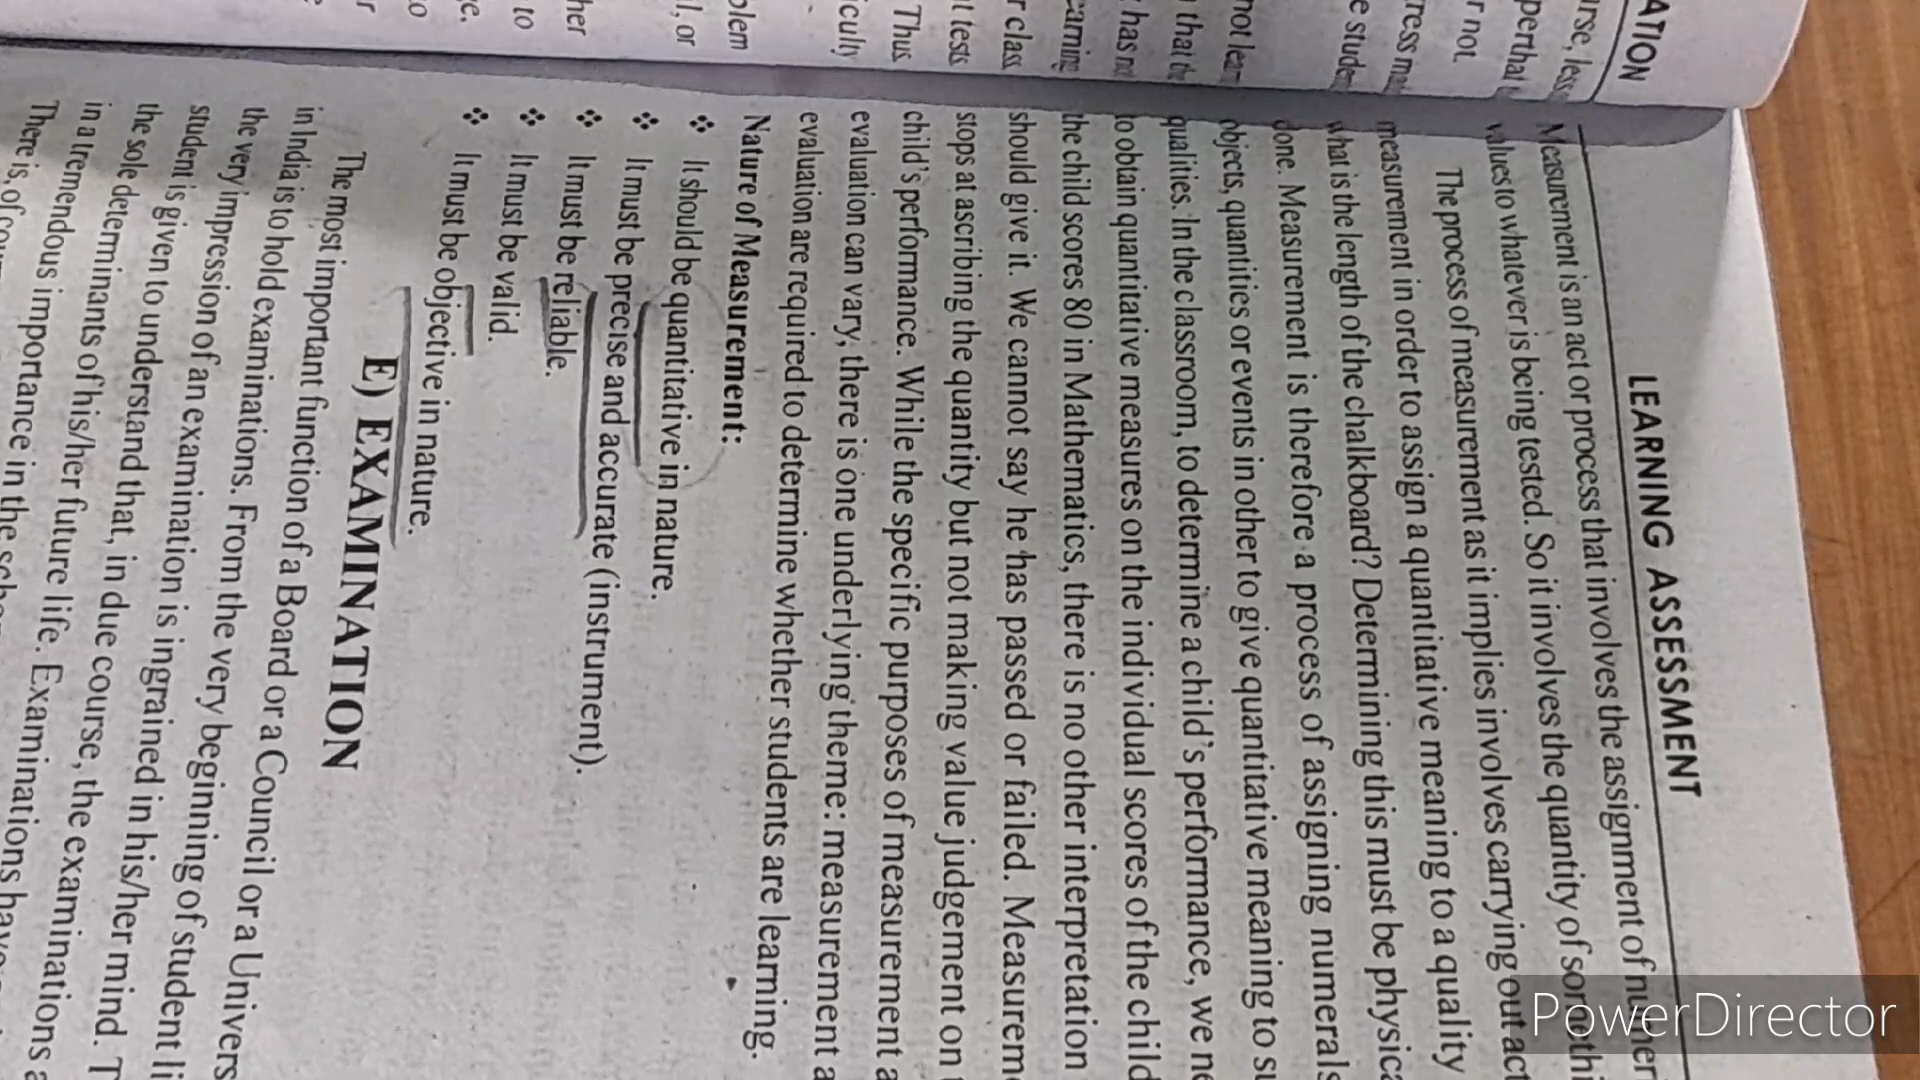 ATION
LEARNING ASSESSMENT
Measurement is an act or process that involves the assignment of numer
values to whatever is being tested. So it involves the quantity of somethi
The process of measurement as it implies involves carrying out act
measurement in order to assign a quantitative meaning to a quality
what is the length of the chalkboard? Determining this must be physica
done. Measurement is therefore a process of assigning numerals
objects, quantities or events in other to give quantitative meaning to su
qualities. In the classroom, to determine a child's performance, we ne
to obtain quantitative measures on the individual scores of the child
the child scores 80 in Mathematics, there is no other interpretation
should give it. We cannot say he has passed or failed. Measurem
stops at ascribing the quantity but not making value judgement on
child's performance. While the specific purposes of measurement a
evaluation can vary, there is one underlying theme: measurement a
evaluation are required to determine whether students are learning.
Nature of Measurement:
❖ It should be quantitative in nature.
❖ It must be precise and accurate (instrument).
❖ It must be reliable.
❖ It must be valid.
❖ It must be objective in nature.
E) EXAMINATION
The most important function of a Board or a Council or a Univers
in India is to hold examinations. From the very beginning of student li
the very impression of an examination is ingrained in his/her mind. T
student is given to understand that, in due course, the examinations
the sole determinants of his/her future life. Examinations have
in a tremendous importance in the
There is, of
PowerDirector